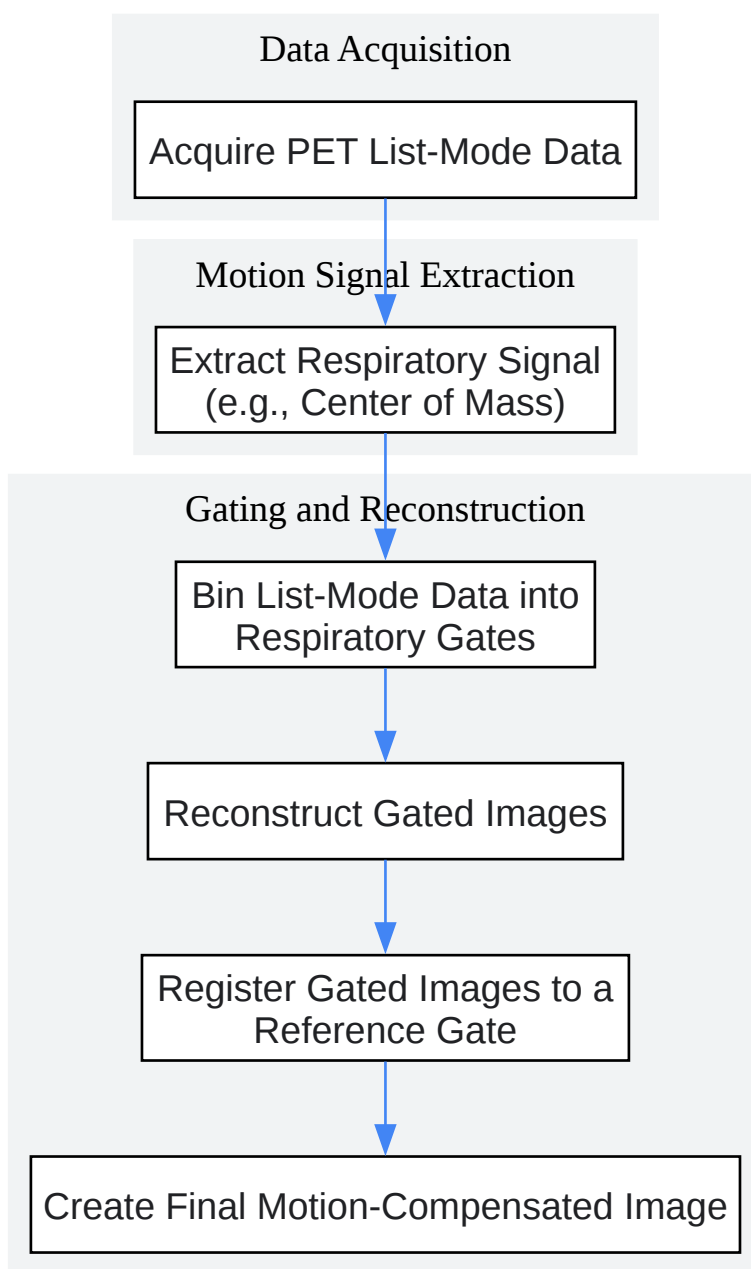 Data Acquisition
Acquire PET List-Mode Data
Motion Signal Extraction
Extract Respiratory Signal
(e.g., Center of Mass)
Gating and Reconstruction
Bin List-Mode Data into
Respiratory Gates
Reconstruct Gated Images
Register Gated Images to a
Reference Gate
Create Final Motion-Compensated Image